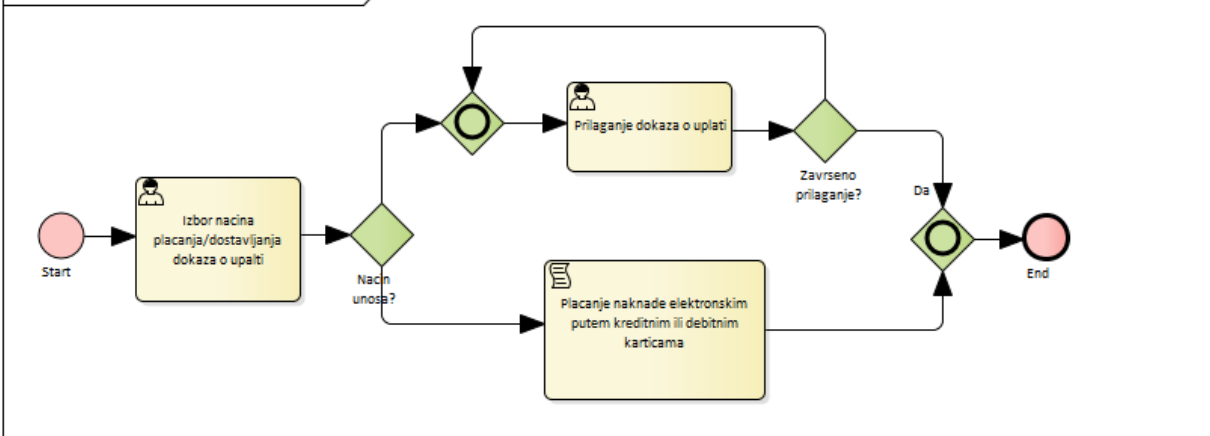 Start
Izbor nacina
placanja/dostavljanja
dokaza o upalti
Nacin
unosa?
Prilaganje dokaza o uplati
Zavrseno
prilaganje?
Da
Placanje naknade elektronskim
putem kreditnim ili debitnim
karticama
End